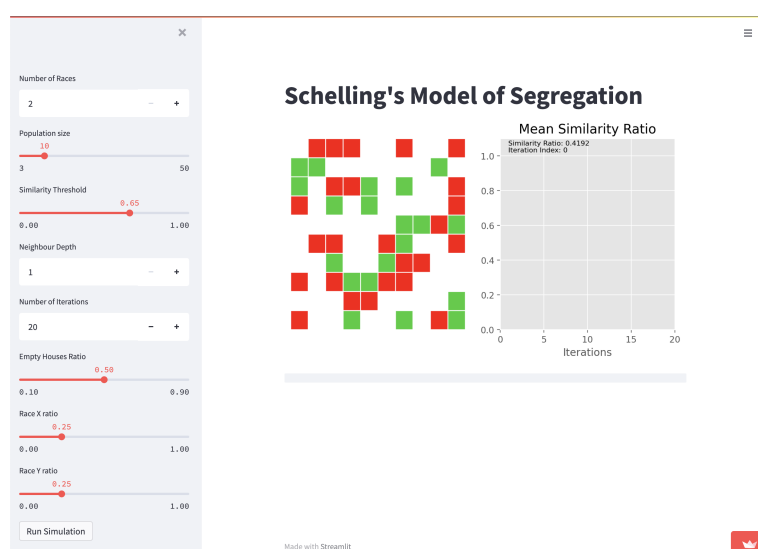 ×
Number of Races
2
−
+
Population size
10
3
50
Similarity Threshold
0.65
0.00
1.00
Neighbour Depth
1
−
+
Number of Iterations
20
−
+
Empty Houses Ratio
0.50
0.10
0.90
Race X ratio
0.25
0.00
1.00
Race Y ratio
0.25
0.00
1.00
Run Simulation
Schelling's Model of Segregation
Mean Similarity Ratio
Similarity Ratio: 0.4192
Iteration Index: 0
1.0
0.8
0.6
0.4
0.2
0.0
0 5 10 15 20
Iterations
Made with Streamlit